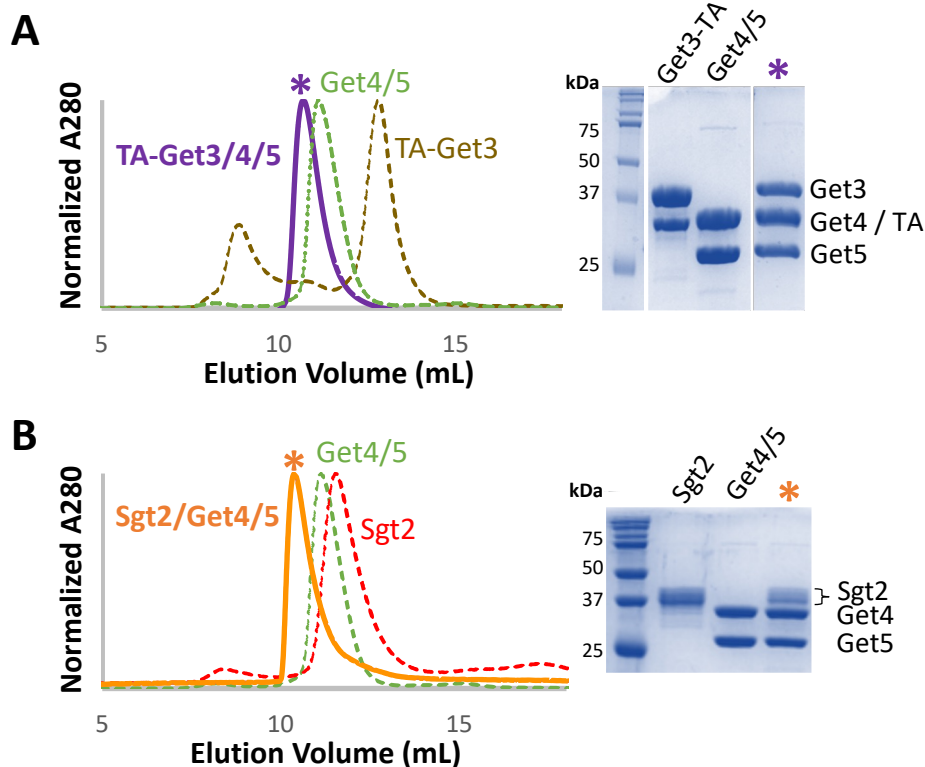 A
Normalized A280
*
Get4/5
TA-Get3/4/5
TA-Get3
5
10
15
Elution Volume (mL)
Get3-TA
Get4/5
*
kDa
75
50
37
25
Get3
Get4 / TA
Get5
B
Normalized A280
*
Get4/5
Sgt2/Get4/5
Sgt2
5
10
15
Elution Volume (mL)
Sgt2
Get4/5
*
kDa
75
50
37
25
Sgt2
Get4
Get5